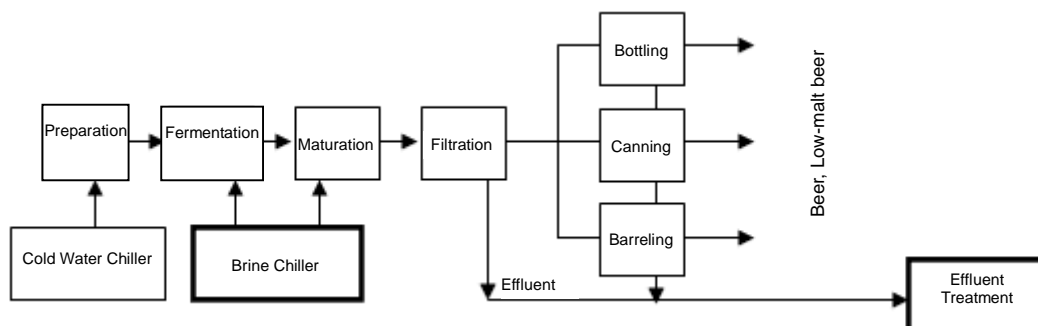 Bottling
Preparation
Fermentation
Maturation
Filtration
Canning
Beer, Low-malt beer
Cold Water Chiller
Brine Chiller
Barreling
Effluent
Effluent
Treatment